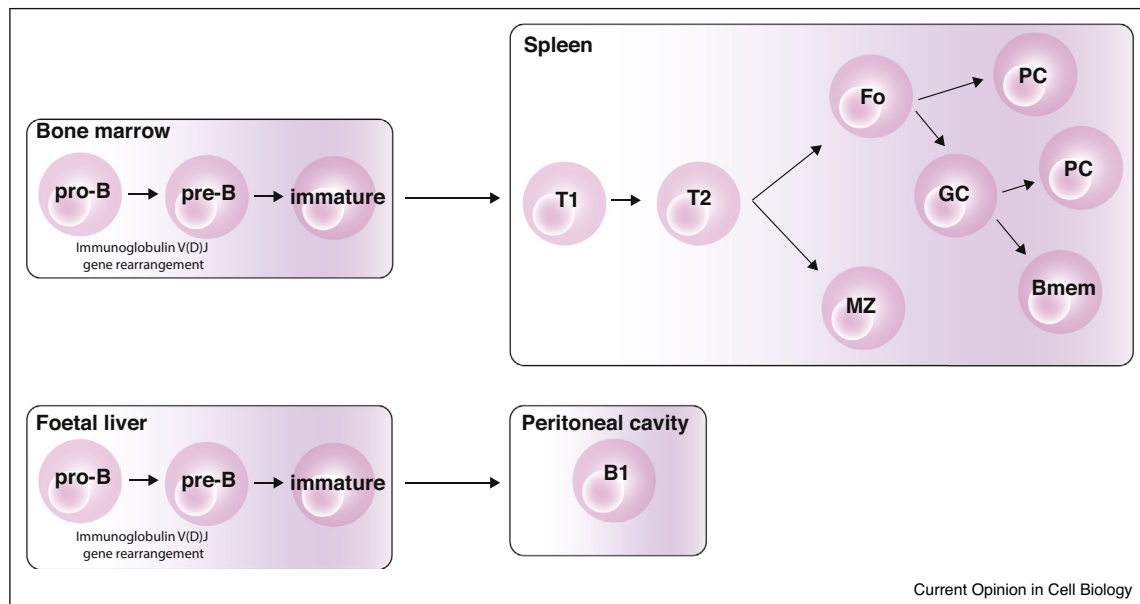 Bone marrow
pro-B
pre-B
immature
Immunoglobulin V(D)J
gene rearrangement
Spleen
T1
T2
Fo
PC
GC
PC
MZ
Bmem
Foetal liver
pro-B
pre-B
immature
Immunoglobulin V(D)J
gene rearrangement
Peritoneal cavity
B1
Current Opinion in Cell Biology